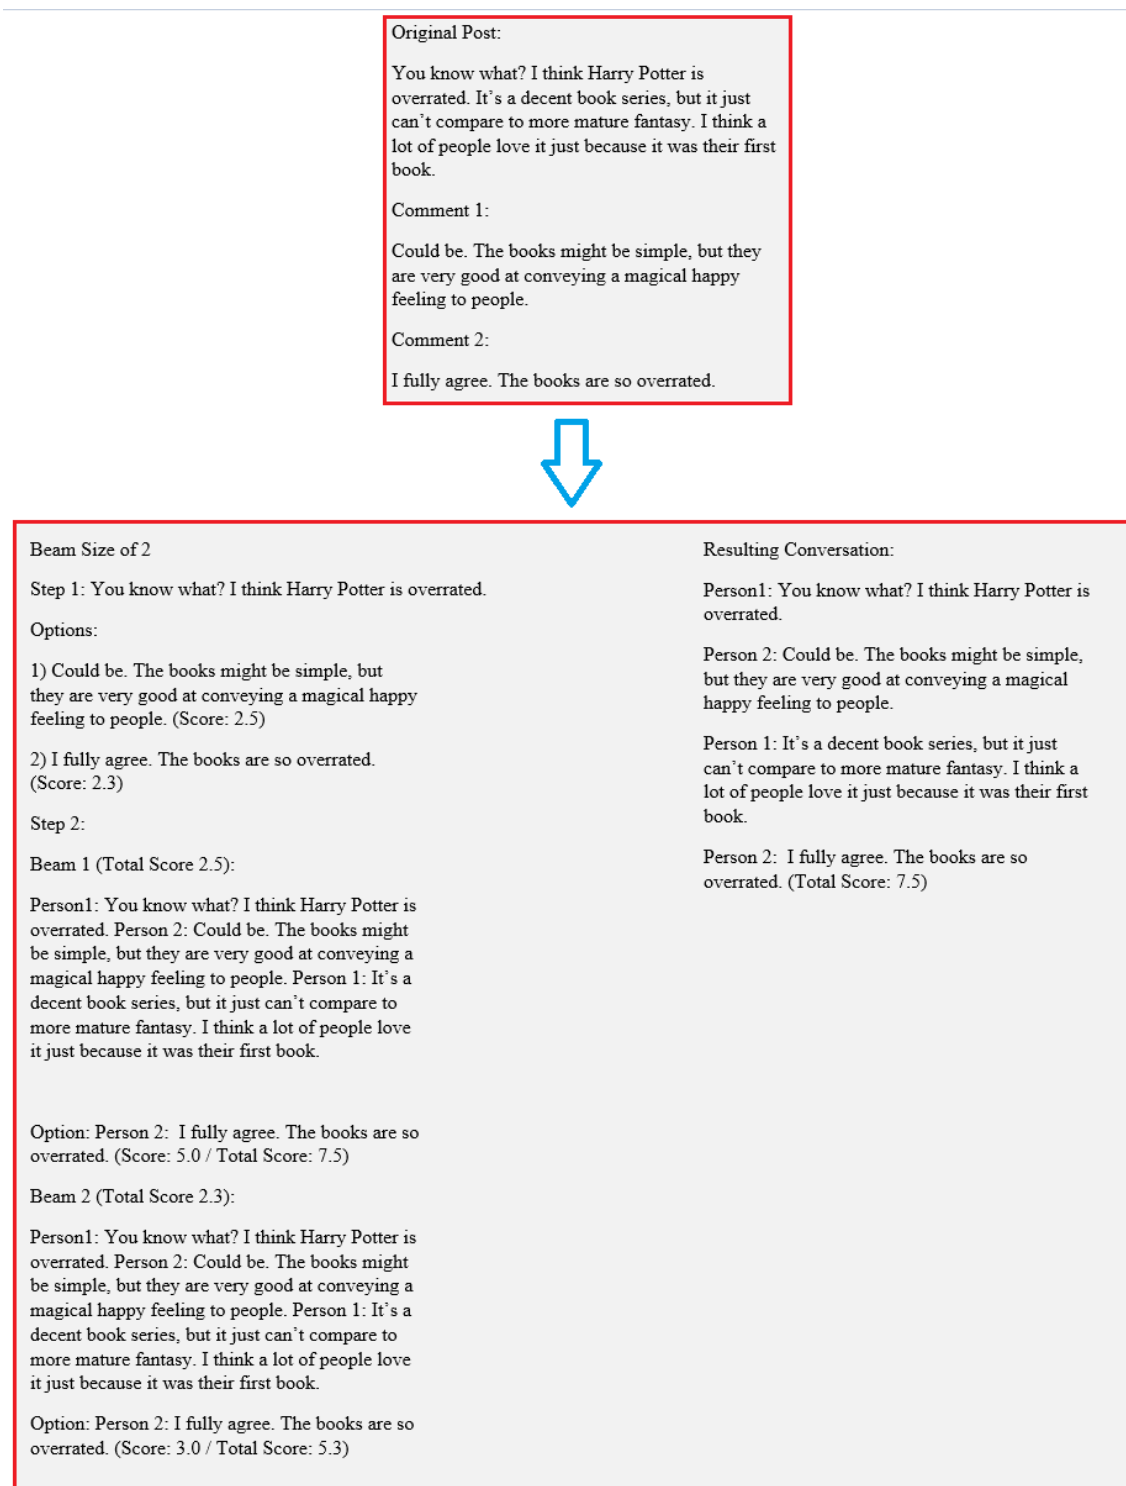 Original Post:
You know what? I think Harry Potter is
overrated. It's a decent book series, but it just
can't compare to more mature fantasy. I think a
lot of people love it just because it was their first
book.
Comment 1:
Could be. The books might be simple, but they
are very good at conveying a magical happy
feeling to people.
Comment 2:
I fully agree. The books are so overrated.
Beam Size of 2
Step 1: You know what? I think Harry Potter is overrated.
Options:
1) Could be. The books might be simple, but
they are very good at conveying a magical happy
feeling to people. (Score: 2.5)
2) I fully agree. The books are so overrated.
(Score: 2.3)
Step 2:
Beam 1 (Total Score 2.5):
Person1: You know what? I think Harry Potter is
overrated. Person 2: Could be. The books might
be simple, but they are very good at conveying a
magical happy feeling to people. Person 1: It's a
decent book series, but it just can't compare to
more mature fantasy. I think a lot of people love
it just because it was their first book.
Option: Person 2:  I fully agree. The books are so
overrated. (Score: 5.0 / Total Score: 7.5)
Beam 2 (Total Score 2.3):
Person1: You know what? I think Harry Potter is
overrated. Person 2: Could be. The books might
be simple, but they are very good at conveying a
magical happy feeling to people. Person 1: It's a
decent book series, but it just can't compare to
more mature fantasy. I think a lot of people love
it just because it was their first book.
Option: Person 2: I fully agree. The books are so
overrated. (Score: 3.0 / Total Score: 5.3)
Resulting Conversation:
Person1: You know what? I think Harry Potter is
overrated.
Person 2: Could be. The books might be simple,
but they are very good at conveying a magical
happy feeling to people.
Person 1: It's a decent book series, but it just
can't compare to more mature fantasy. I think a
lot of people love it just because it was their first
book.
Person 2:  I fully agree. The books are so
overrated. (Total Score: 7.5)